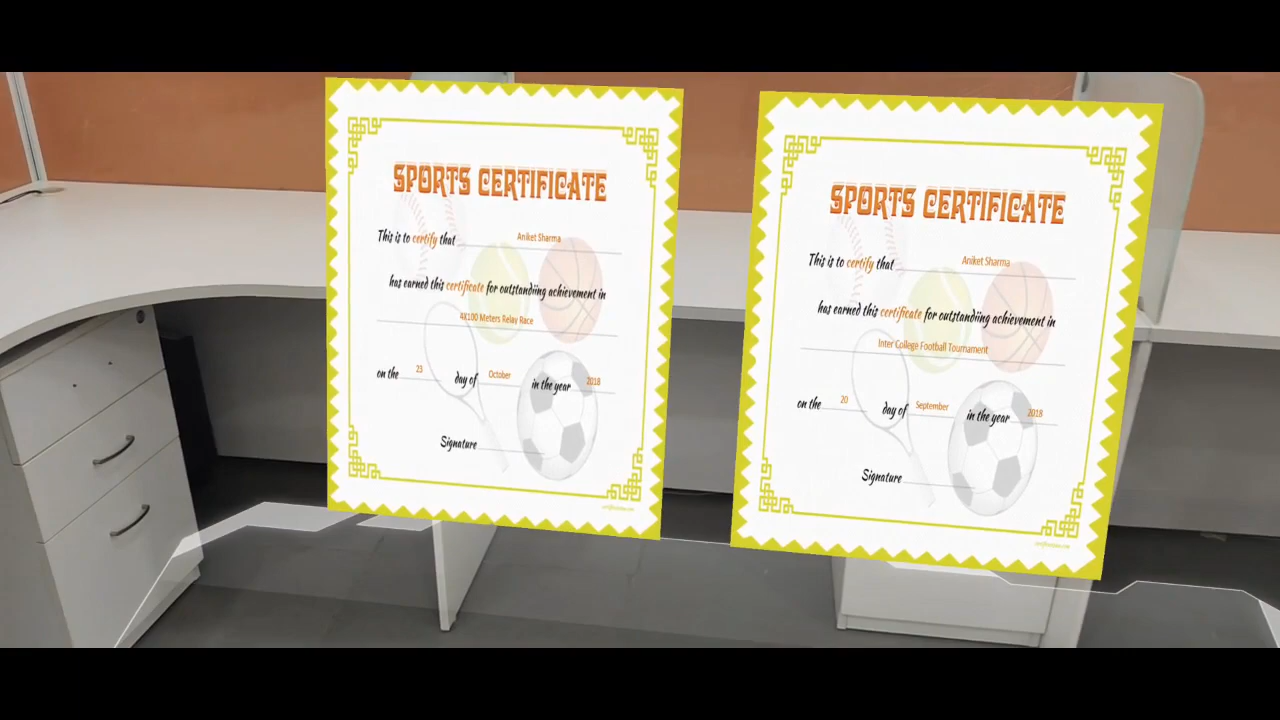 SPORTS CERTIFICATE
This is to certify that Aniket Sharma
has earned this certificate for outstandiing achievement in
4X100 Meters Relay Race
on the 23 day of October in the year 2018
Signature
SPORTS CERTIFICATE
This is to certify that Aniket Sharma
has earned this certificate for outstandiing achievement in
Inter College Football Tournament
on the 20 day of September in the year 2018
Signature